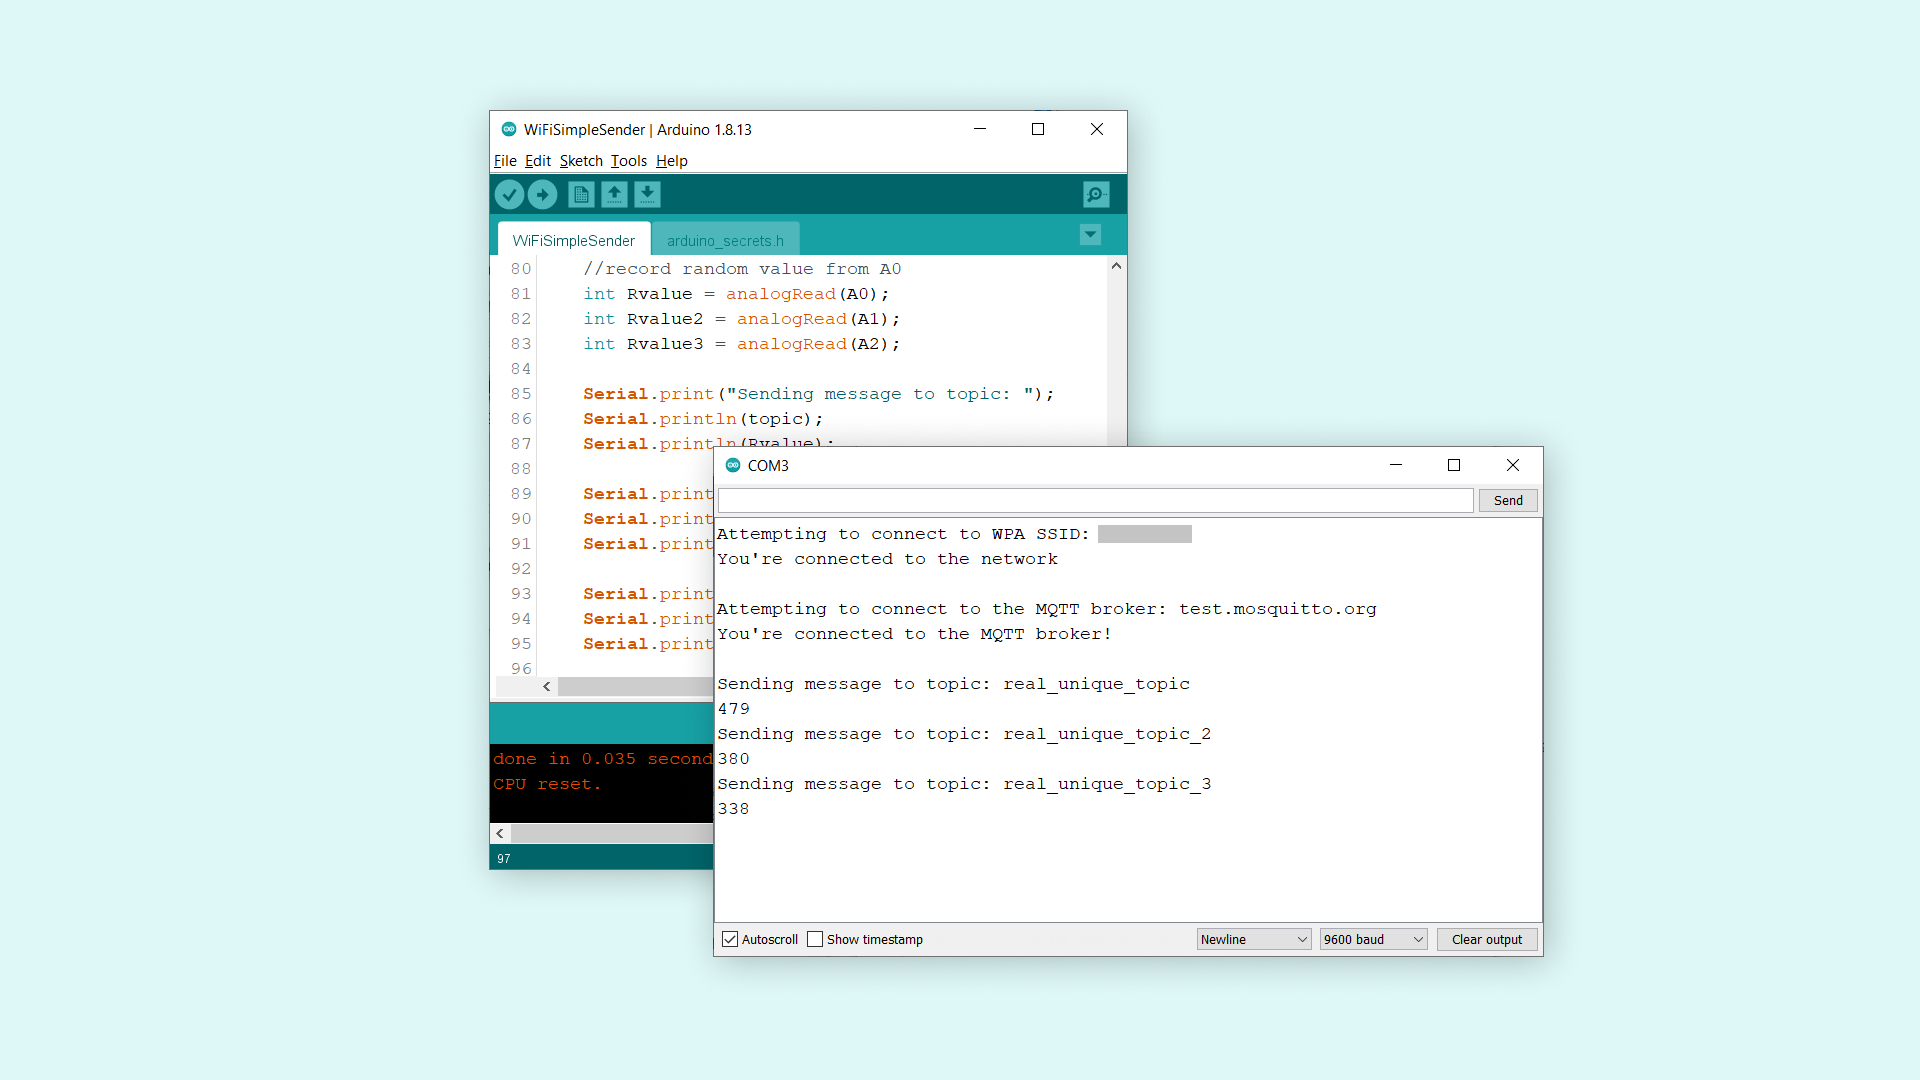 WiFiSimpleSender | Arduino 1.8.13
File Edit Sketch Tools Help
WiFiSimpleSender arduino_secrets.h
80 //record random value from A0
81 int Rvalue = analogRead(A0);
82 int Rvalue2 = analogRead(A1);
83 int Rvalue3 = analogRead(A2);
84
85 Serial.print("Sending message to topic: ");
86 Serial.println(topic);
87 Serial.println(Rvalue);
88
89 Serial.print
90 Serial.print
91 Serial.print
92
93 Serial.print
94 Serial.print
95 Serial.print
96
done in 0.035 second
CPU reset.
97
COM3
Send
Attempting to connect to WPA SSID:
You're connected to the network
Attempting to connect to the MQTT broker: test.mosquitto.org
You're connected to the MQTT broker!
Sending message to topic: real_unique_topic
479
Sending message to topic: real_unique_topic_2
380
Sending message to topic: real_unique_topic_3
338
Autoscroll Show timestamp Newline 9600 baud Clear output